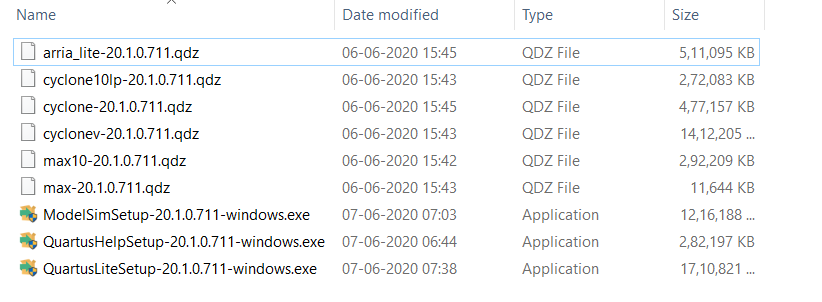 Name Date modified Type Size
arria_lite-20.1.0.711.qdz 06-06-2020 15:45 QDZ File 5,11,095 KB
cyclone10lp-20.1.0.711.qdz 06-06-2020 15:43 QDZ File 2,72,083 KB
cyclone-20.1.0.711.qdz 06-06-2020 15:45 QDZ File 4,77,157 KB
cyclonev-20.1.0.711.qdz 06-06-2020 15:43 QDZ File 14,12,205 ...
max10-20.1.0.711.qdz 06-06-2020 15:42 QDZ File 2,92,209 KB
max-20.1.0.711.qdz 06-06-2020 15:43 QDZ File 11,644 KB
ModelSimSetup-20.1.0.711-windows.exe 07-06-2020 07:03 Application 12,16,188 ...
QuartusHelpSetup-20.1.0.711-windows.exe 07-06-2020 06:44 Application 2,82,197 KB
QuartusLiteSetup-20.1.0.711-windows.exe 07-06-2020 07:38 Application 17,10,821 ...